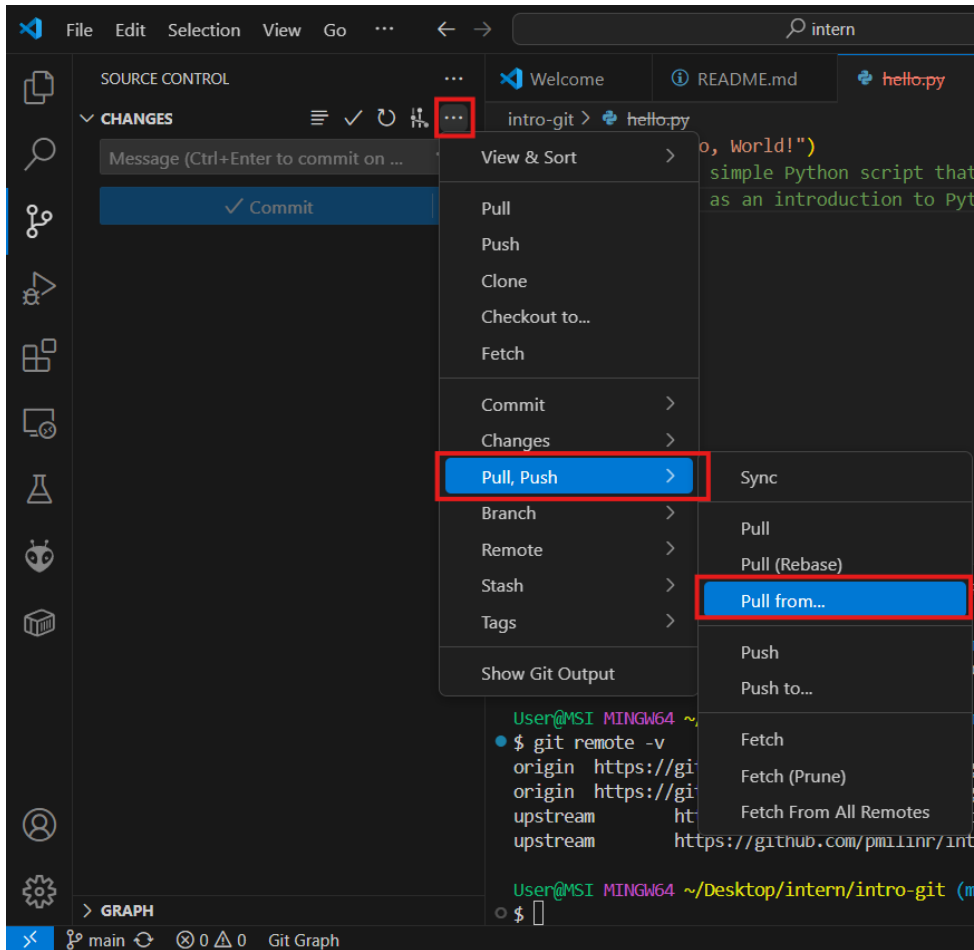 File Edit Selection View Go ··· intern
SOURCE CONTROL ···
Welcome README.md hello.py
CHANGES ···
intro-git > hello.py
Message (Ctrl+Enter to commit on ...
Commit
o, World!")
simple Python script that
as an introduction to Pyt
View & Sort
Pull
Push
Clone
Checkout to...
Fetch
Commit
Changes
Pull, Push
Branch
Remote
Stash
Tags
Show Git Output
Sync
Pull
Pull (Rebase)
Pull from...
Push
Push to...
Fetch
Fetch (Prune)
Fetch From All Remotes
User@MSI MINGW64 ~/
$ git remote -v
origin https://git
origin https://git
upstream htt
upstream https://github.com/pmilinr/int
User@MSI MINGW64 ~/Desktop/intern/intro-git (m
$
GRAPH
main 0 0 Git Graph